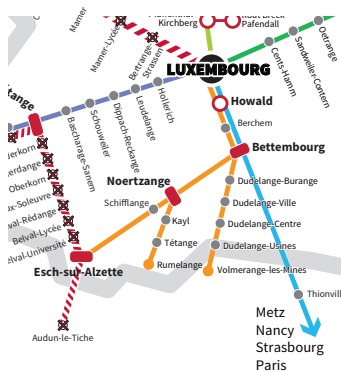 Mamer
Mamer-Lycée
Bertrange-
Strassen
Kirchberg
Pafendall
Oetrange
Sandweiler-Contern
Cents-Hamm
LUXEMBOURG
Howald
Berchem
Bettembourg
Hollerich
Leudelange
Dippach-Reckange
Schouweiler
Bascharage-Sanem
Noertzange
Schifflange
Kayl
Tétange
Rumelange
Dudelange-Burange
Dudelange-Ville
Dudelange-Centre
Dudelange-Usines
Volmerange-les-Mines
Oberkorn
Belval-Lycée
Belval-Université
Esch-sur-Alzette
Audun-le-Tiche
Thionvill
Metz
Nancy
Strasbourg
Paris